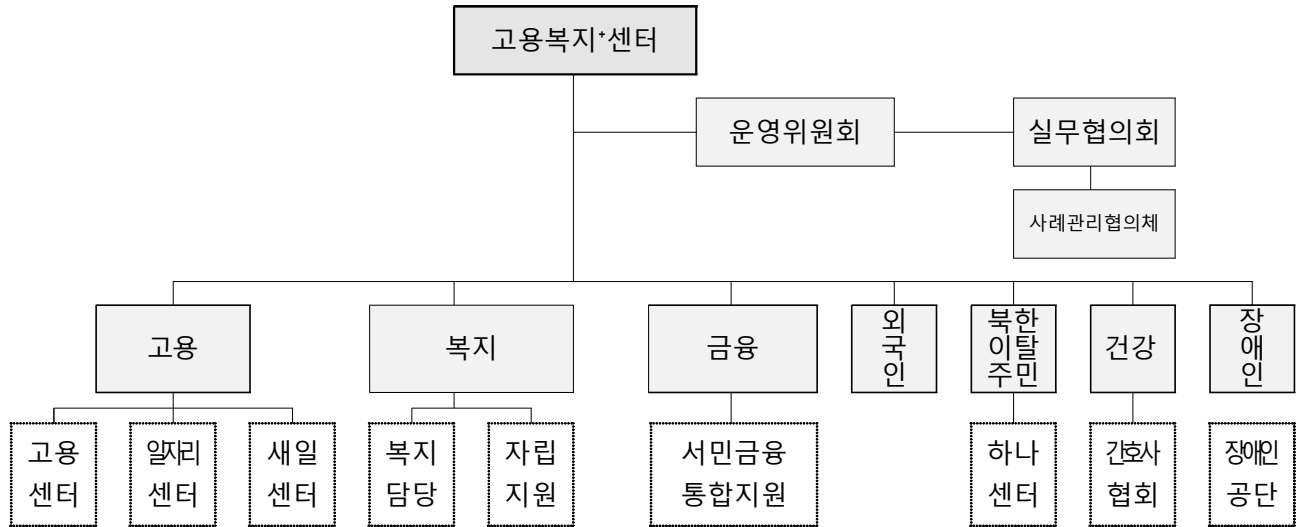 고용복지⁺센터
운영위원회
실무협의회
사례관리협의체
고용
복지
금융
외
국
인
북한
이탈
주민
건강
장
애
인
고용
센터
일자리
센터
새일
센터
복지
담당
자립
지원
서민금융
통합지원
하나
센터
간호사
협회
장애인
공단